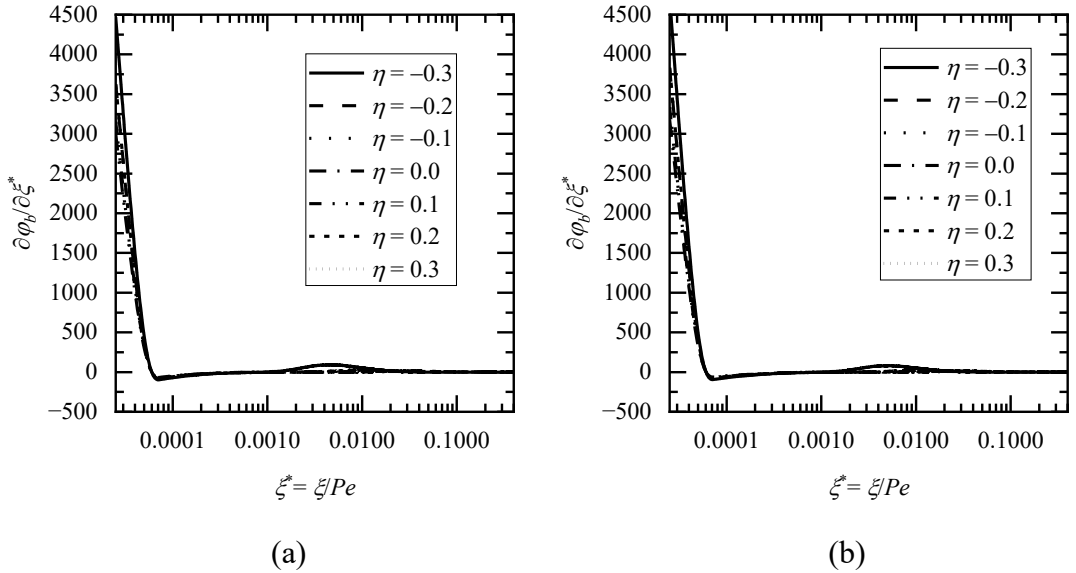 4500
4000
3500
3000
2500
2000
1500
1000
500
0
−500
∂φb/∂ξ*
η = −0.3
η = −0.2
η = −0.1
η = 0.0
η = 0.1
η = 0.2
η = 0.3
0.0001 0.0010 0.0100 0.1000
ξ* = ξ/Pe
(a)
4500
4000
3500
3000
2500
2000
1500
1000
500
0
−500
∂φb/∂ξ*
η = −0.3
η = −0.2
η = −0.1
η = 0.0
η = 0.1
η = 0.2
η = 0.3
0.0001 0.0010 0.0100 0.1000
ξ* = ξ/Pe
(b)